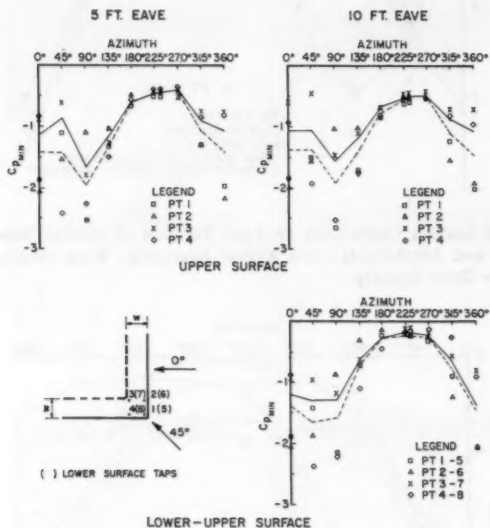 5 FT. EAVE
AZIMUTH
0° 45° 90° 135° 180° 225° 270° 315° 360°
-1
-2
-3
CpMIN
LEGEND
□ PT 1
△ PT 2
x PT 3
◇ PT 4
10 FT. EAVE
AZIMUTH
0° 45° 90° 135° 180° 225° 270° 315° 360°
-1
-2
-3
CpMIN
LEGEND
□ PT 1
△ PT 2
x PT 3
◇ PT 4
UPPER SURFACE
W
W
0°
3(7) 2(6)
4(8) 1(5)
45°
( ) LOWER SURFACE TAPS
AZIMUTH
0° 45° 90° 135° 180° 225° 270° 315° 360°
-1
-2
-3
CpMIN
LEGEND
□ PT 1-5
△ PT 2-6
x PT 3-7
◇ PT 4-8
LOWER-UPPER SURFACE